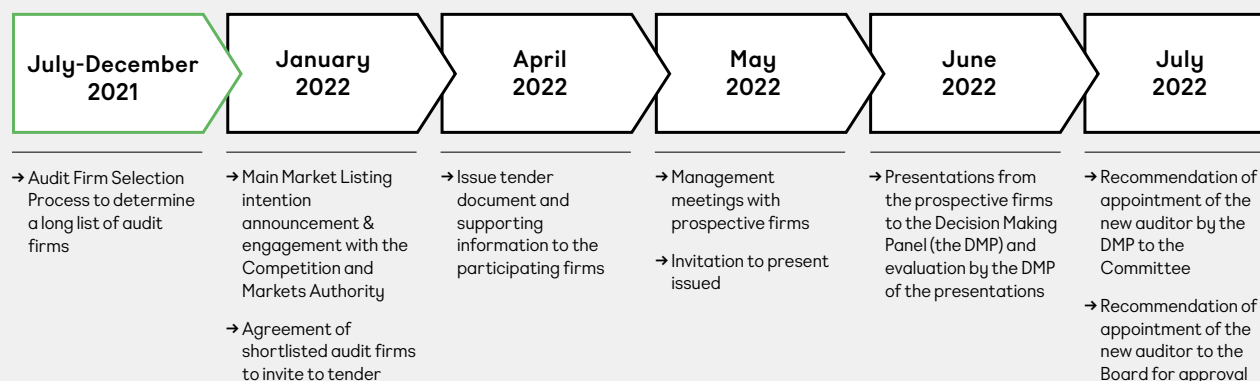 July-December
2021
January
2022
April
2022
May
2022
June
2022
July
2022
→ Audit Firm Selection
Process to determine
a long list of audit
firms
→ Main Market Listing
intention
announcement &
engagement with the
Competition and
Markets Authority
→ Agreement of
shortlisted audit firms
to invite to tender
→ Issue tender
document and
supporting
information to the
participating firms
→ Management
meetings with
prospective firms
→ Invitation to present
issued
→ Presentations from
the prospective firms
to the Decision Making
Panel (the DMP) and
evaluation by the DMP
of the presentations
→ Recommendation of
appointment of the
new auditor by the
DMP to the
Committee
→ Recommendation of
appointment of the
new auditor to the
Board for approval